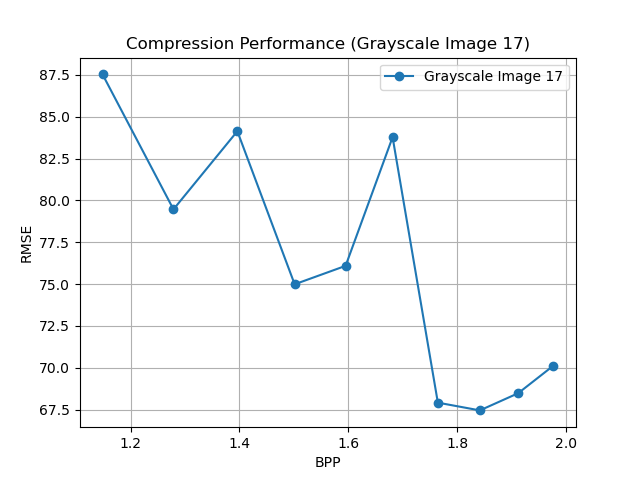 Compression Performance (Grayscale Image 17)
Grayscale Image 17
87.5
85.0
82.5
80.0
77.5
75.0
72.5
70.0
67.5
RMSE
1.2 1.4 1.6 1.8 2.0
BPP